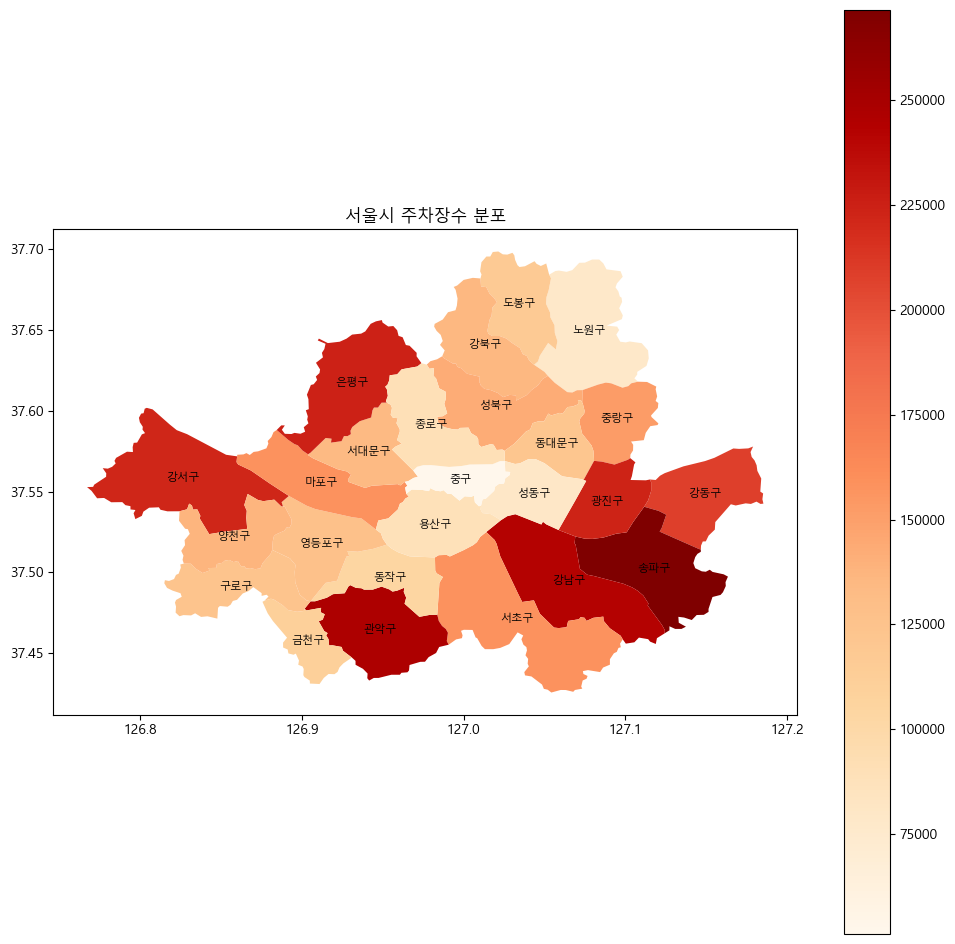 서울시 주차장수 분포
37.70
37.65
37.60
37.55
37.50
37.45
126.8
126.9
127.0
127.1
127.2
도봉구
노원구
강북구
은평구
성북구
중랑구
종로구
동대문구
서대문구
강서구
마포구
중구
성동구
광진구
강동구
용산구
양천구
영등포구
송파구
구로구
동작구
강남구
서초구
관악구
금천구
250000
225000
200000
175000
150000
125000
100000
75000